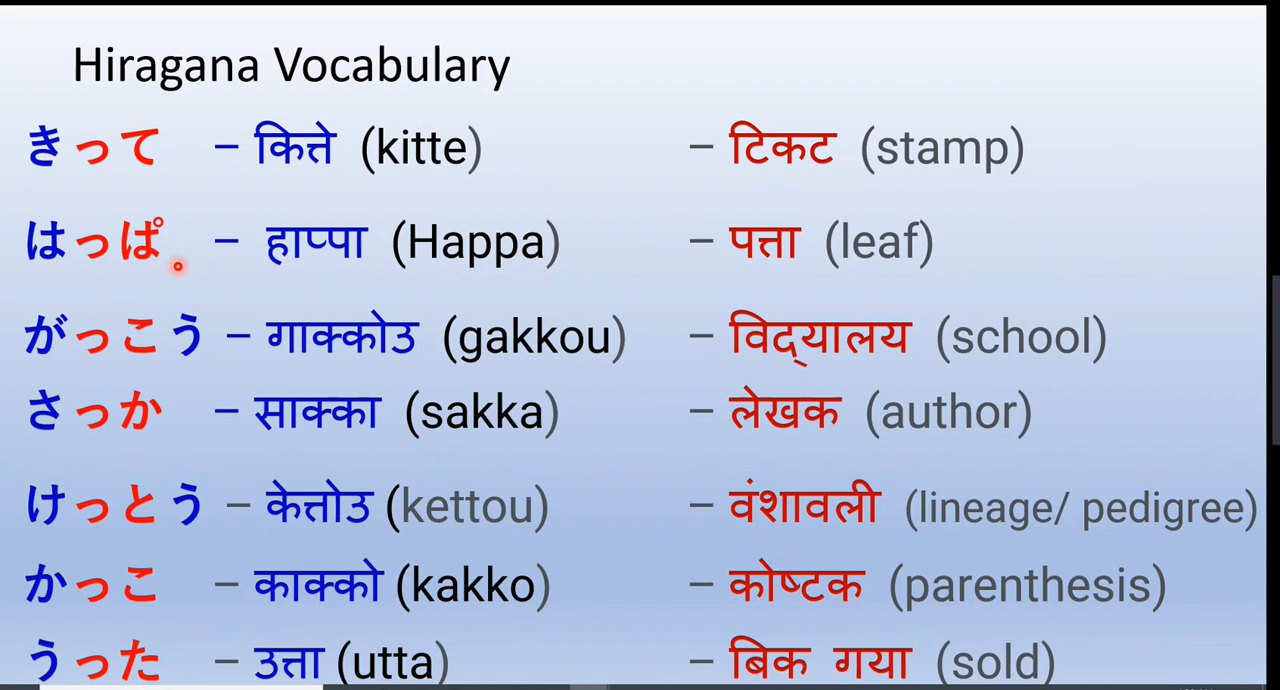 Hiragana Vocabulary
きって – कित्ते (kitte) – टिकट (stamp)
はっぱ – हाप्पा (Happa) – पत्ता (leaf)
がっこう – गाक्कोउ (gakkou) – विद्‌यालय (school)
さっか – साक्का (sakka) – लेखक (author)
けっとう – केत्तोउ (kettou) – वंशावली (lineage/ pedigree)
かっこ – काक्को (kakko) – कोष्टक (parenthesis)
うった – उत्ता (utta) – बिक गया (sold)